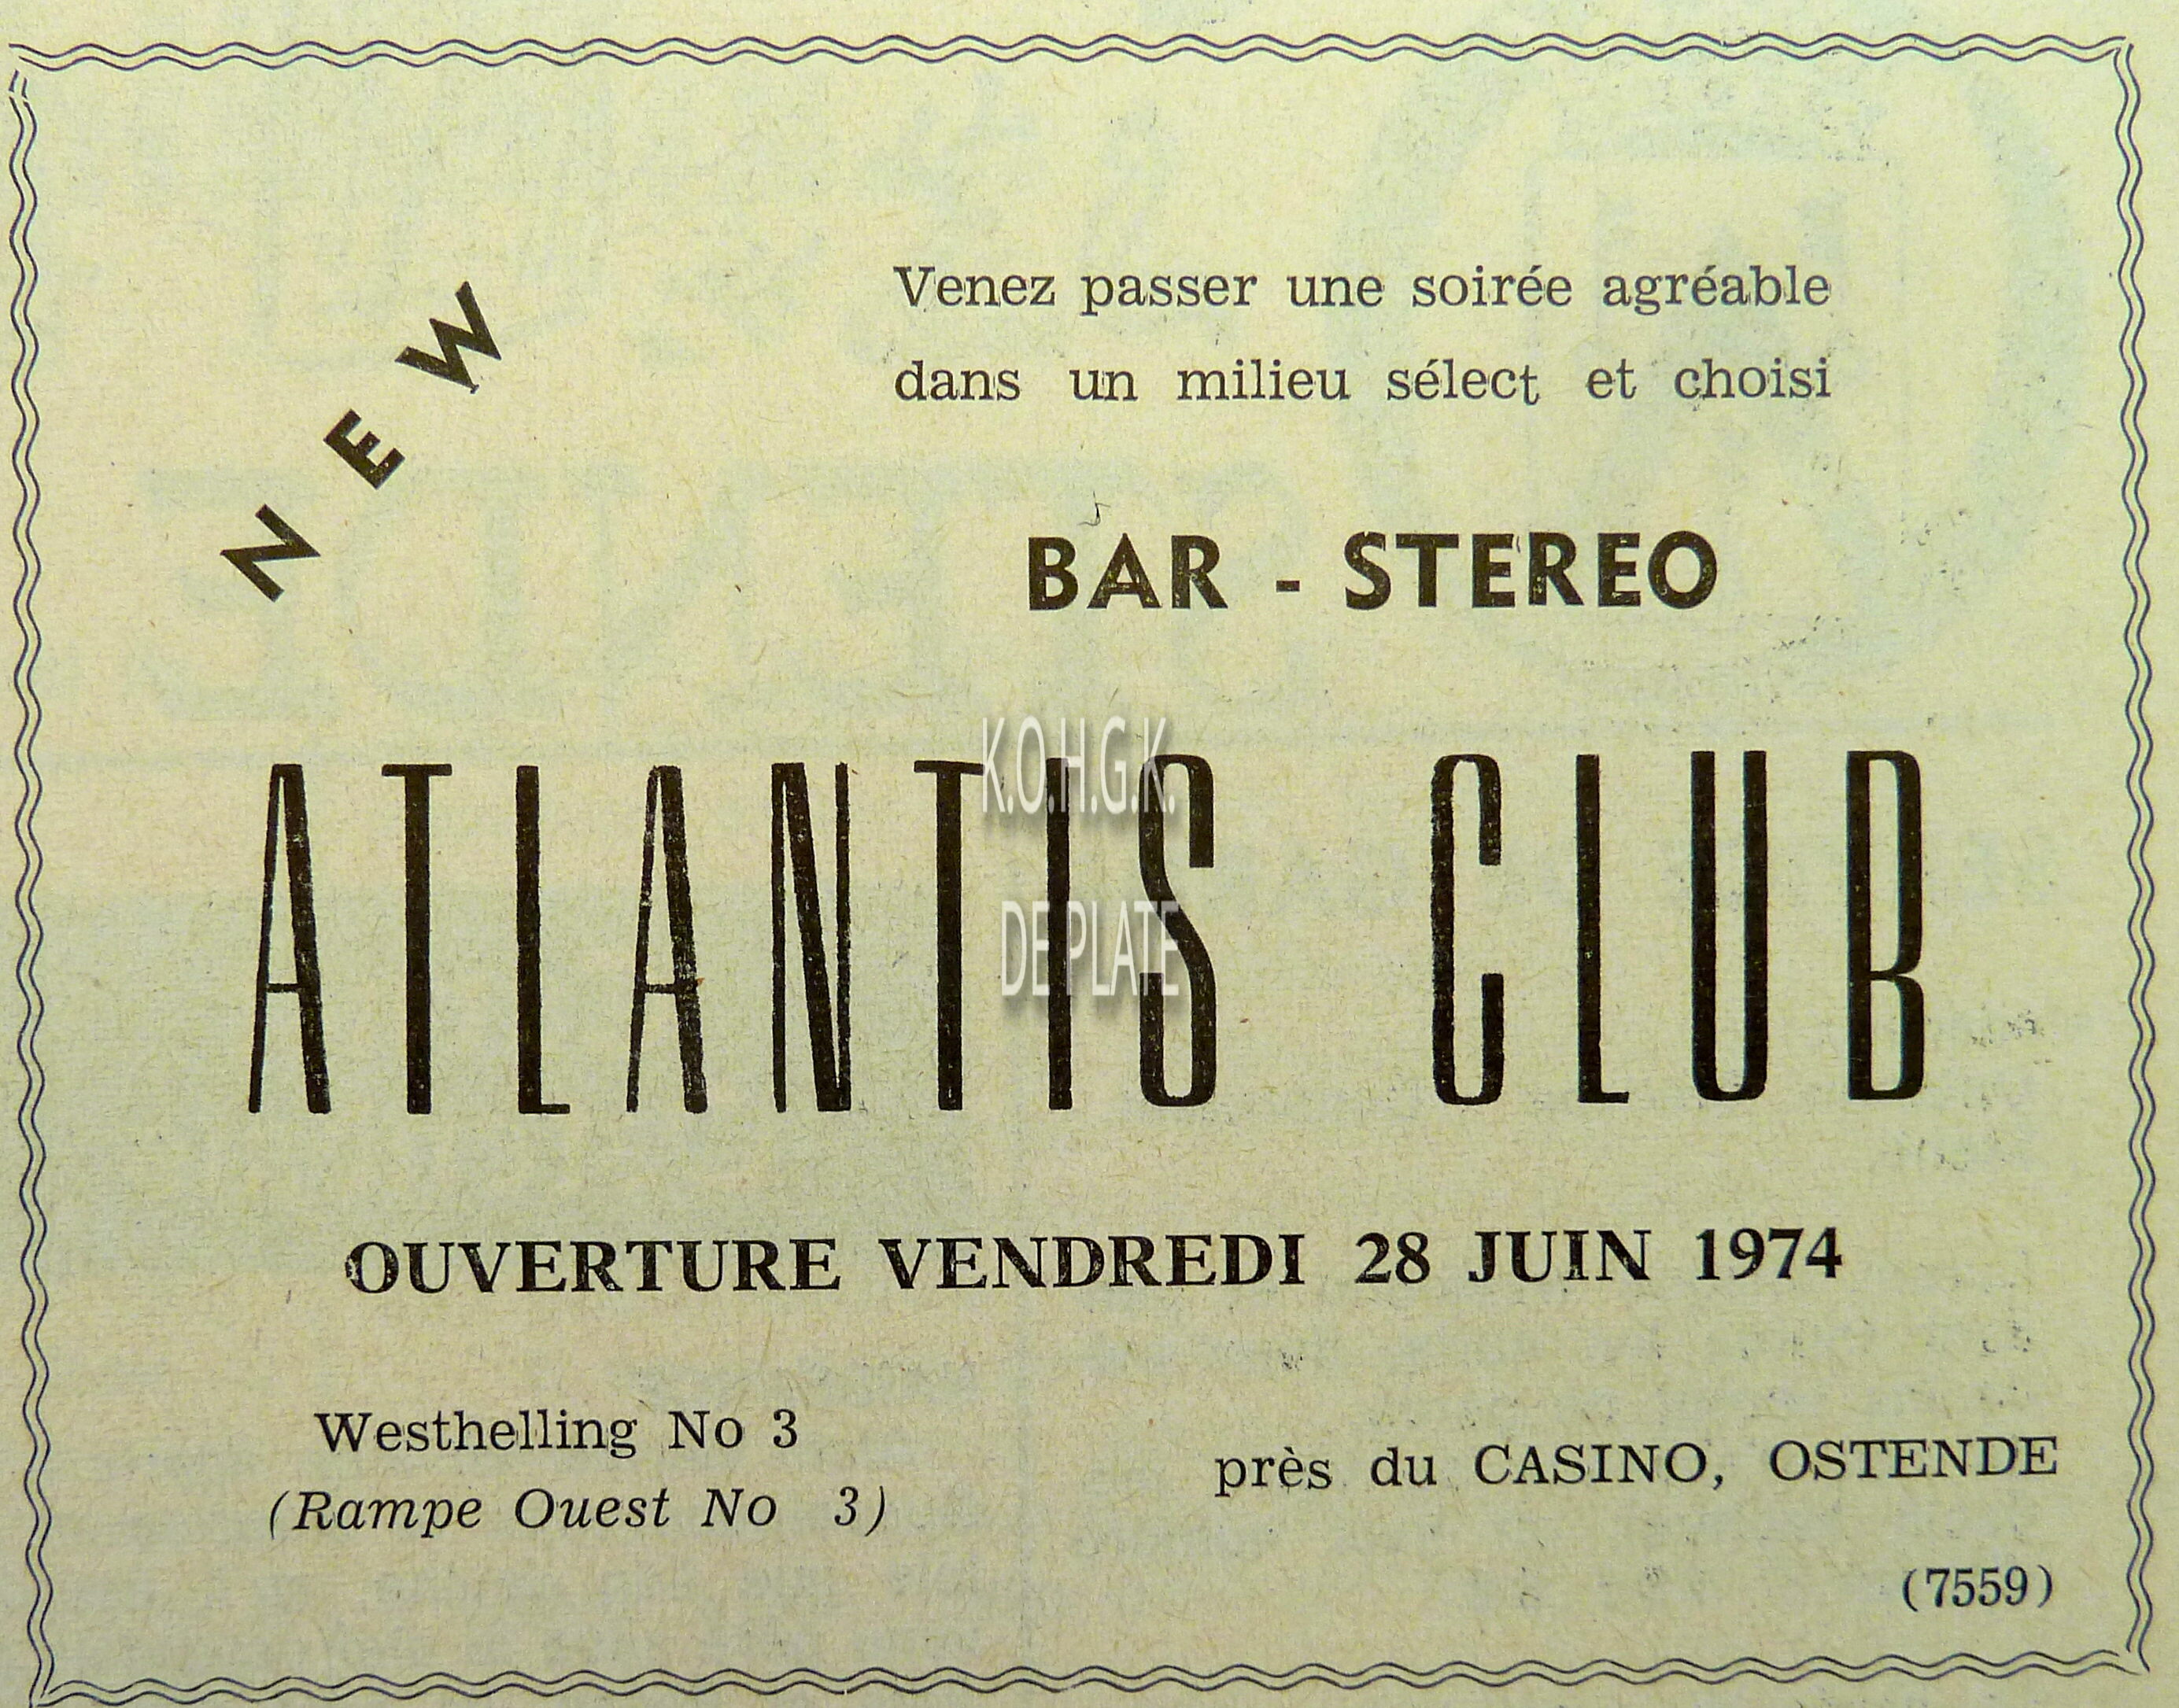 NEW
Venez passer une soirée agréable
dans un milieu sélect et choisi
BAR - STEREO
K.O.H.G.K.
ATLANTIS CLUB
DE PLATE
OUVERTURE VENDREDI 28 JUIN 1974
Westhelling No 3
(Rampe Ouest No 3)
près du CASINO, OSTENDE
(7559)